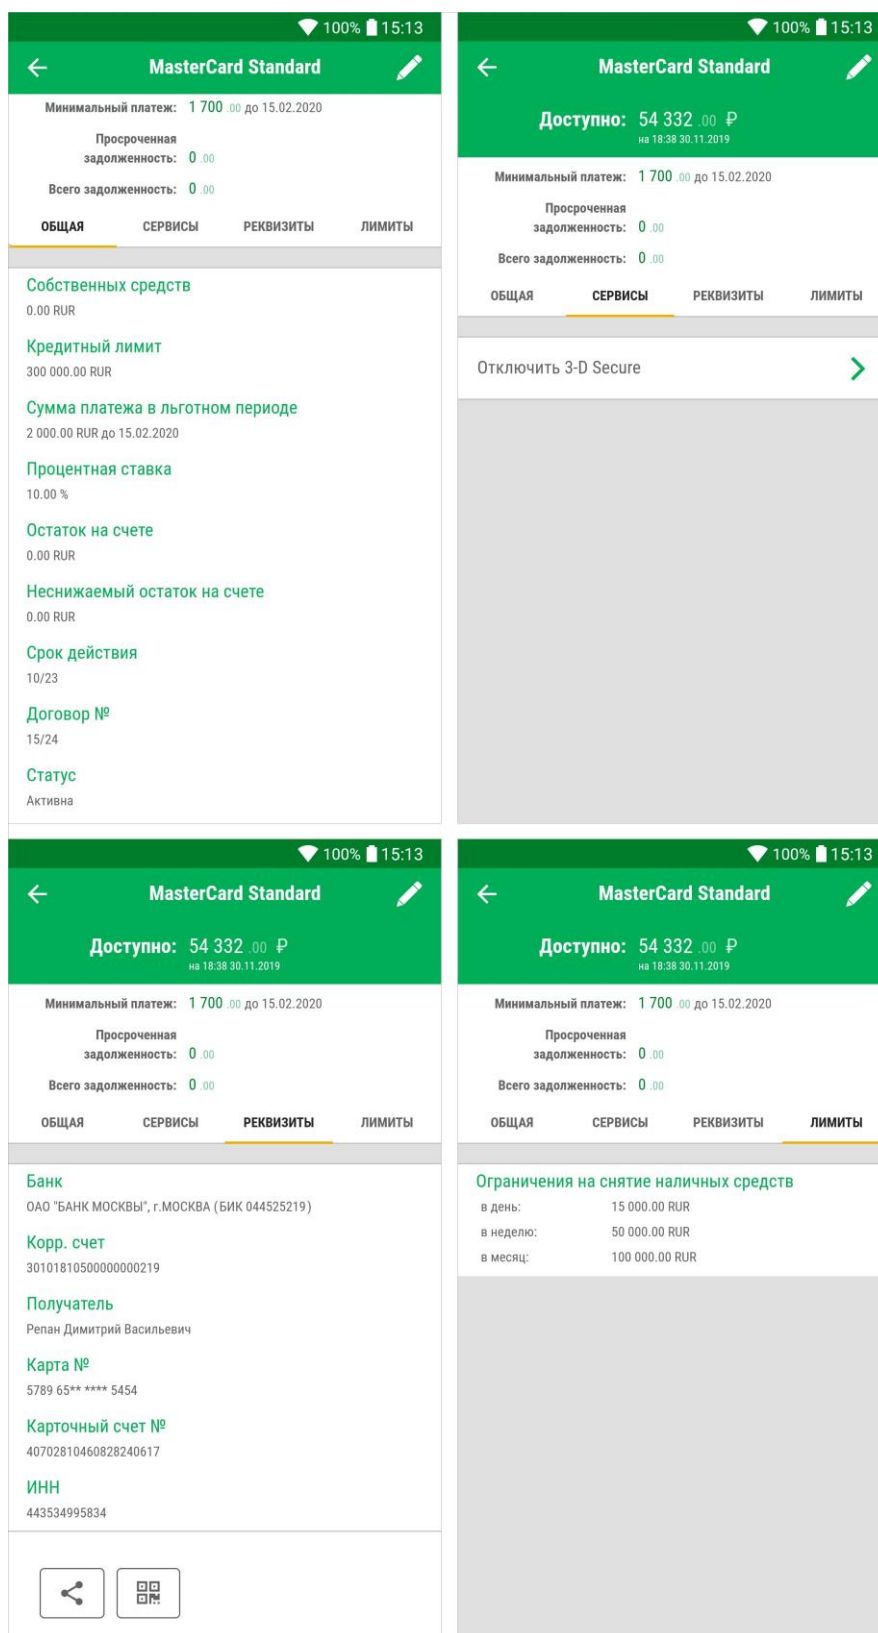 100% 15:13
MasterCard Standard
Минимальный платеж: 1 700 .00 до 15.02.2020
Просроченная
задолженность: 0 .00
Всего задолженность: 0 .00
ОБЩАЯ СЕРВИСЫ РЕКВИЗИТЫ ЛИМИТЫ
Собственных средств
0.00 RUR
Кредитный лимит
300 000.00 RUR
Сумма платежа в льготном периоде
2 000.00 RUR до 15.02.2020
Процентная ставка
10.00 %
Остаток на счете
0.00 RUR
Неснижаемый остаток на счете
0.00 RUR
Срок действия
10/23
Договор №
15/24
Статус
Активна
100% 15:13
MasterCard Standard
Доступно: 54 332 .00 ₽
на 18:38 30.11.2019
Минимальный платеж: 1 700 .00 до 15.02.2020
Просроченная
задолженность: 0 .00
Всего задолженность: 0 .00
ОБЩАЯ СЕРВИСЫ РЕКВИЗИТЫ ЛИМИТЫ
Отключить 3-D Secure
100% 15:13
MasterCard Standard
Доступно: 54 332 .00 ₽
на 18:38 30.11.2019
Минимальный платеж: 1 700 .00 до 15.02.2020
Просроченная
задолженность: 0 .00
Всего задолженность: 0 .00
ОБЩАЯ СЕРВИСЫ РЕКВИЗИТЫ ЛИМИТЫ
Банк
ОАО "БАНК МОСКВЫ", г.МОСКВА (БИК 044525219)
Корр. счет
30101810500000000219
Получатель
Репан Димитрий Васильевич
Карта №
5789 65** **** 5454
Карточный счет №
40702810460828240617
ИНН
443534995834
100% 15:13
MasterCard Standard
Доступно: 54 332 .00 ₽
на 18:38 30.11.2019
Минимальный платеж: 1 700 .00 до 15.02.2020
Просроченная
задолженность: 0 .00
Всего задолженность: 0 .00
ОБЩАЯ СЕРВИСЫ РЕКВИЗИТЫ ЛИМИТЫ
Ограничения на снятие наличных средств
в день: 15 000.00 RUR
в неделю: 50 000.00 RUR
в месяц: 100 000.00 RUR